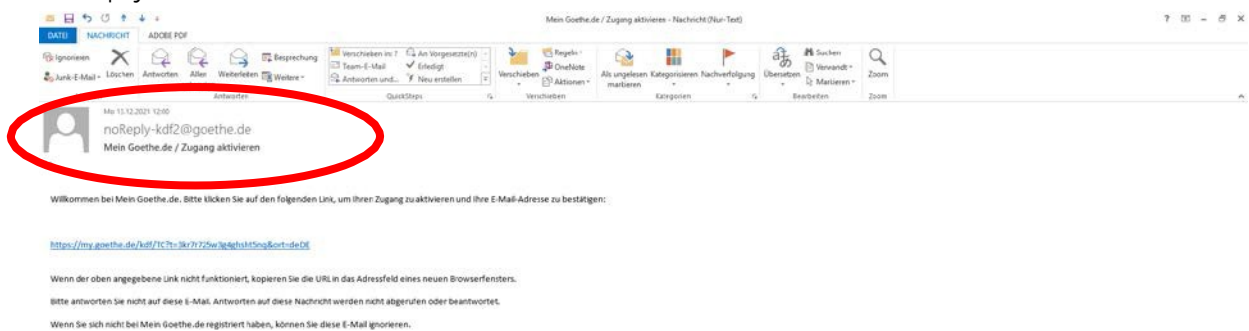 Mein Goethe.de / Zugang aktivieren - Nachricht (Nur-Text)
DATEI NACHRICHT ADOBE PDF
Ignorieren
Junk-E-Mail
Löschen
Antworten
Allen
Weiterleiten
Besprechung
Weitere
Antworten
Verschieben in: ?
Team-E-Mail
Antworten und...
An Vorgesetzte(n)
Erledigt
Neu erstellen
QuickSteps
Verschieben
Regeln
OneNote
Aktionen
Verschieben
Als ungelesen markieren
Kategorisieren
Nachverfolgung
Kategorien
Übersetzen
Suchen
Verwandt
Markieren
Bearbeiten
Zoom
Zoom
Mo 13.12.2021 12:00
noReply-kdf2@goethe.de
Mein Goethe.de / Zugang aktivieren
Willkommen bei Mein Goethe.de. Bitte klicken Sie auf den folgenden Link, um Ihren Zugang zu aktivieren und Ihre E-Mail-Adresse zu bestätigen:
Wenn der oben angegebene Link nicht funktioniert, kopieren Sie die URL in das Adressfeld eines neuen Browserfensters.
Bitte antworten Sie nicht auf diese E-Mail. Antworten auf diese Nachricht werden nicht abgerufen oder beantwortet.
Wenn Sie sich nicht bei Mein Goethe.de registriert haben, können Sie diese E-Mail ignorieren.